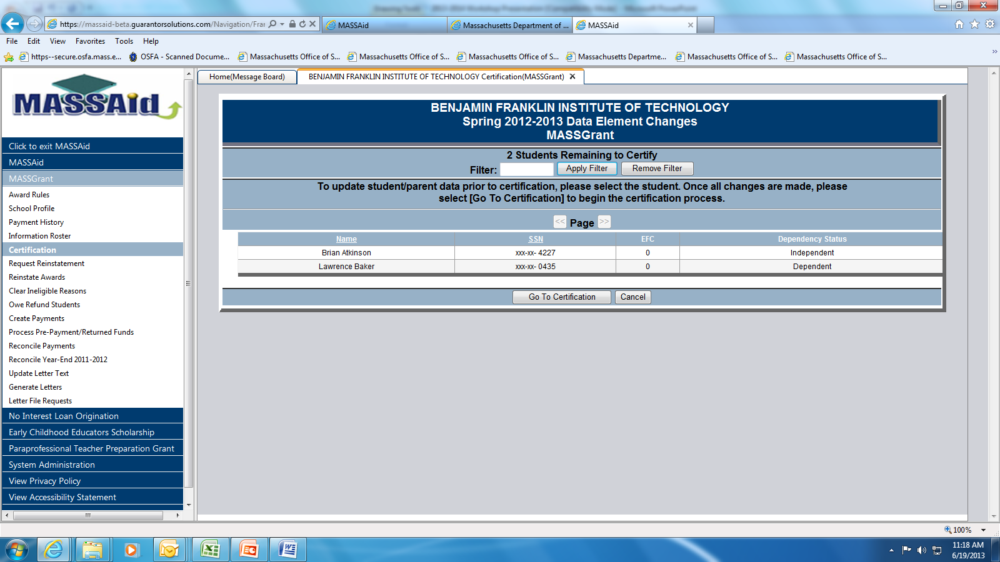 https://massaid-beta.guarantorsolutions.com/Navigation/Frar
MASSAid
Massachusetts Department of ...
MASSAid
File Edit View Favorites Tools Help
https--secure.osfa.mass.e...
OSFA - Scanned Docume...
Massachusetts Office of S...
Massachusetts Office of S...
Massachusetts Office of S...
Massachusetts Departme...
Massachusetts Office of S...
Massachusetts Office of S...
MASSAid
Click to exit MASSAid
MASSAid
MASSGrant
Award Rules
School Profile
Payment History
Information Roster
Certification
Request Reinstatement
Reinstate Awards
Clear Ineligible Reasons
Owe Refund Students
Create Payments
Process Pre-Payment/Returned Funds
Reconcile Payments
Reconcile Year-End 2011-2012
Update Letter Text
Generate Letters
Letter File Requests
No Interest Loan Origination
Early Childhood Educators Scholarship
Paraprofessional Teacher Preparation Grant
System Administration
View Privacy Policy
View Accessibility Statement
Home(Message Board)
BENJAMIN FRANKLIN INSTITUTE OF TECHNOLOGY Certification(MASSGrant)
BENJAMIN FRANKLIN INSTITUTE OF TECHNOLOGY
Spring 2012-2013 Data Element Changes
MASSGrant
2 Students Remaining to Certify
Filter: Apply Filter Remove Filter
To update student/parent data prior to certification, please select the student. Once all changes are made, please
select [Go To Certification] to begin the certification process.
<< Page >>
Name SSN EFC Dependency Status
Brian Atkinson xxx-xx- 4227 0 Independent
Lawrence Baker xxx-xx- 0435 0 Dependent
Go To Certification Cancel
100%
11:18 AM
6/19/2013